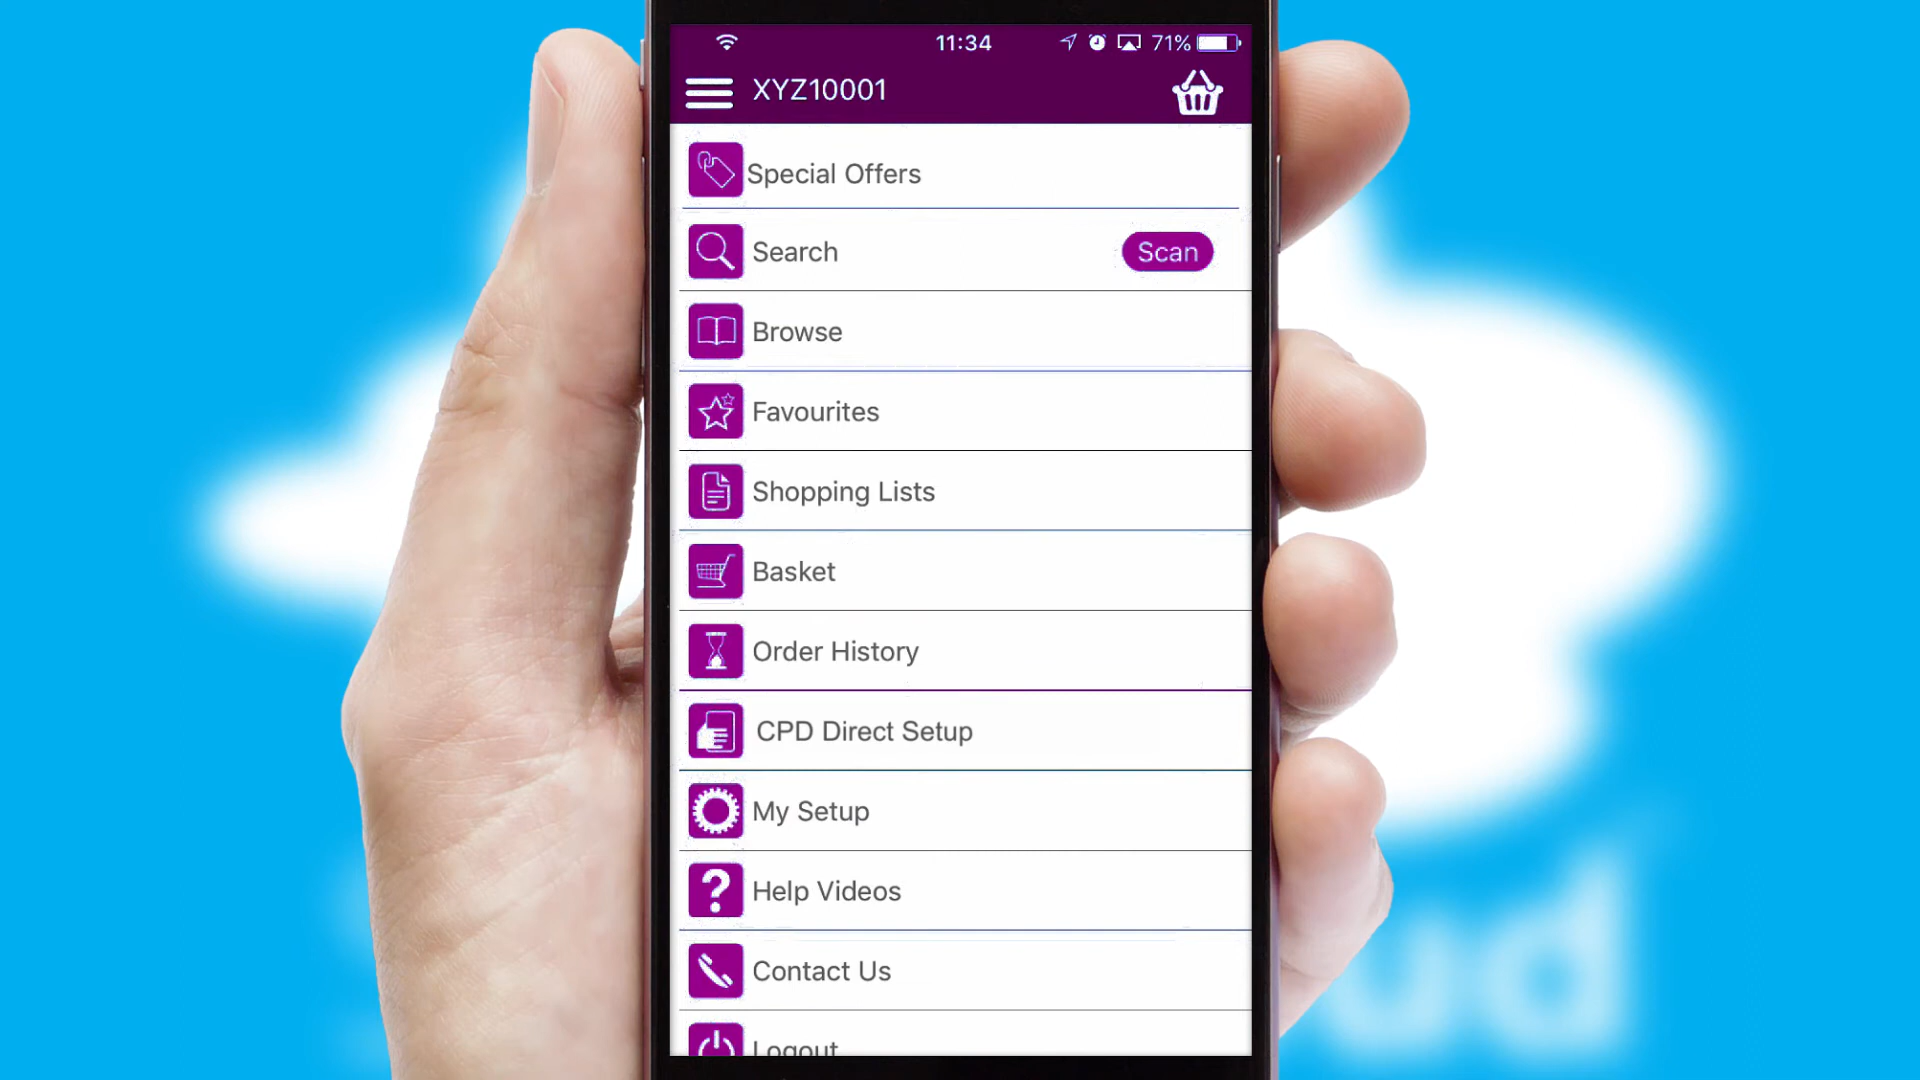 11:34
71%
XYZ10001
Special Offers
Search
Scan
Browse
Favourites
Shopping Lists
Basket
Order History
CPD Direct Setup
My Setup
Help Videos
Contact Us
Logout